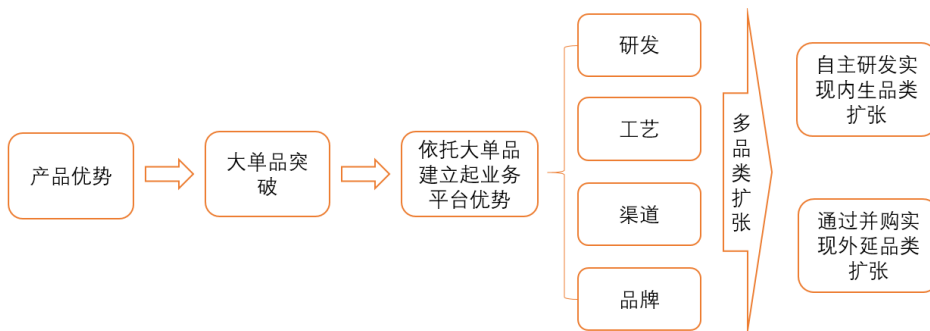 产品优势
大单品突
破
依托大单品
建立起业务
平台优势
研发
工艺
渠道
品牌
多品类扩张
自主研发实
现内生品类
扩张
通过并购实
现外延品类
扩张